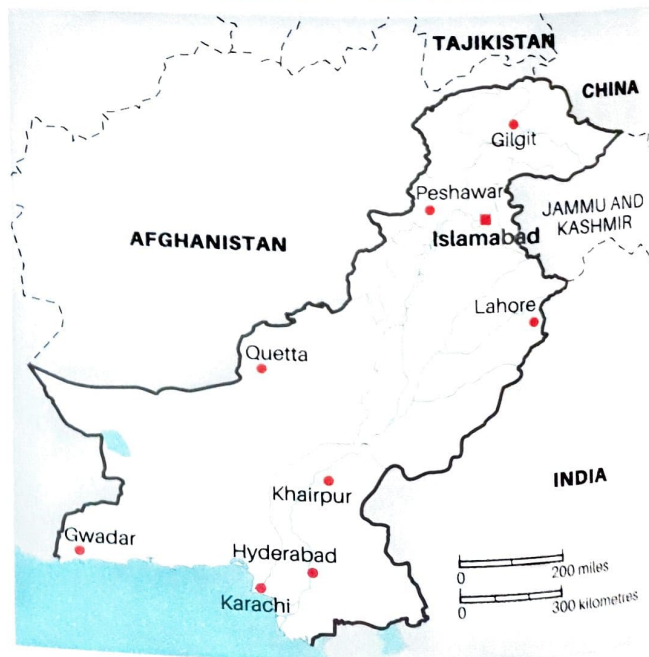 TAJIKISTAN
CHINA
Gilgit
Peshawar
JAMMU AND
KASHMIR
Islamabad
AFGHANISTAN
Lahore
Quetta
INDIA
Khairpur
Gwadar
Hyderabad
Karachi
0 200 miles
0 300 kilometres